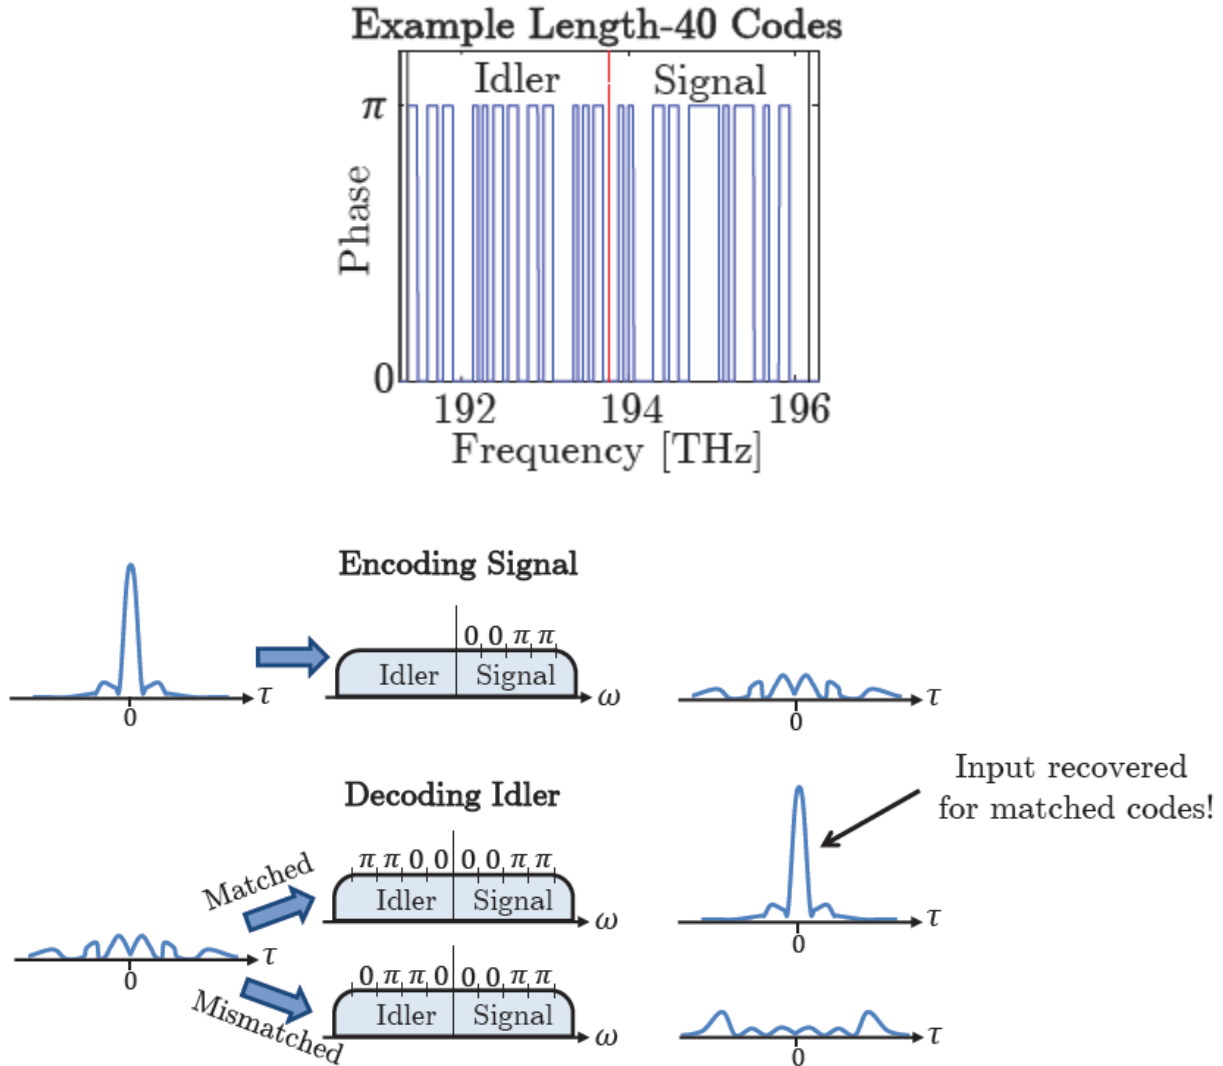 Example Length-40 Codes
Idler Signal
π
Phase
0
192 194 196
Frequency [THz]
Encoding Signal
0 0 π π
Idler Signal
τ
0
ω
τ
0
Input recovered
for matched codes!
Decoding Idler
Matched
π π 0 0 0 0 π π
Idler Signal
ω
τ
0
τ
0
Mismatched
0 π π 0 0 0 π π
Idler Signal
ω
τ
0